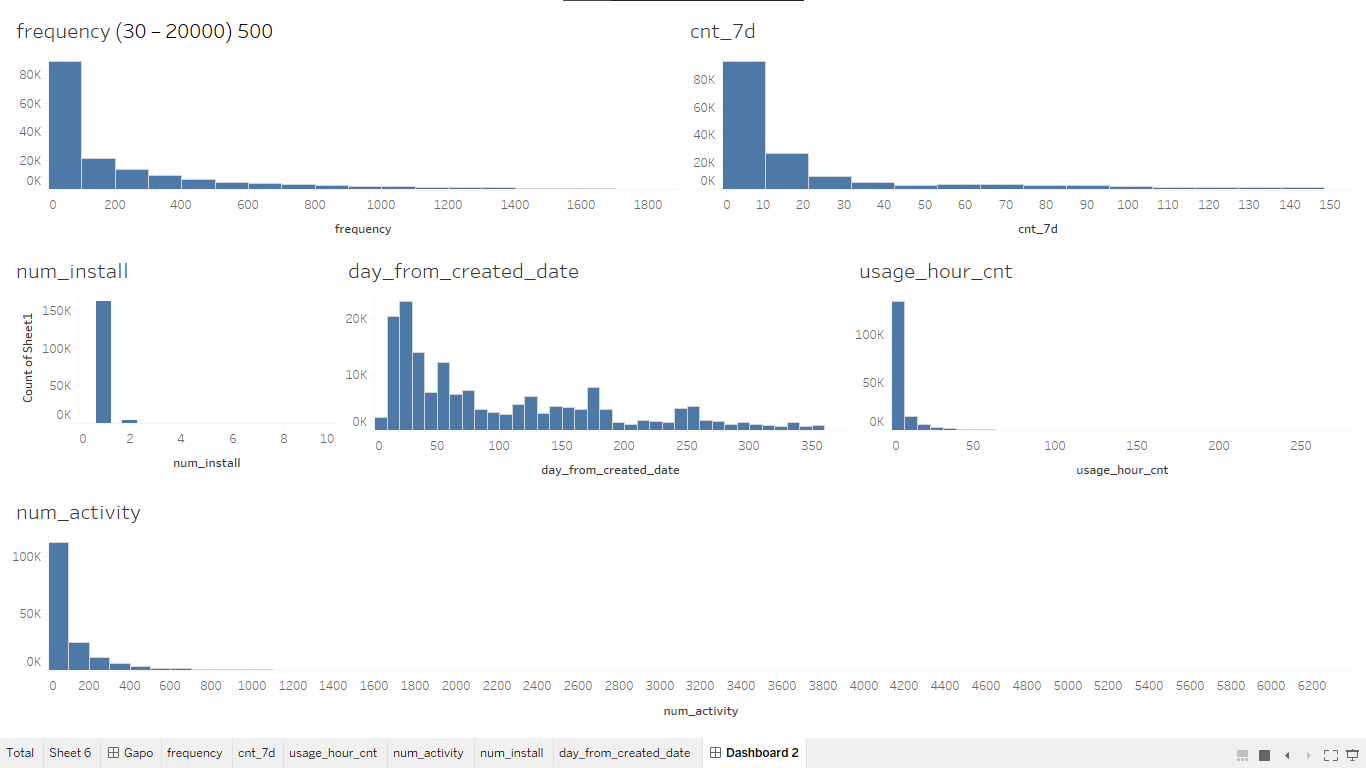 frequency (30 – 20000) 500
80K
60K
40K
20K
0K
0 200 400 600 800 1000 1200 1400 1600 1800
frequency
cnt_7d
80K
60K
40K
20K
0K
0 10 20 30 40 50 60 70 80 90 100 110 120 130 140 150
cnt_7d
num_install
Count of Sheet1
150K
100K
50K
0K
0 2 4 6 8 10
num_install
day_from_created_date
20K
10K
0K
0 50 100 150 200 250 300 350
day_from_created_date
usage_hour_cnt
100K
50K
0K
0 50 100 150 200 250
usage_hour_cnt
num_activity
100K
50K
0K
0 200 400 600 800 1000 1200 1400 1600 1800 2000 2200 2400 2600 2800 3000 3200 3400 3600 3800 4000 4200 4400 4600 4800 5000 5200 5400 5600 5800 6000 6200
num_activity
Total Sheet 6 Gapo frequency cnt_7d usage_hour_cnt num_activity num_install day_from_created_date Dashboard 2